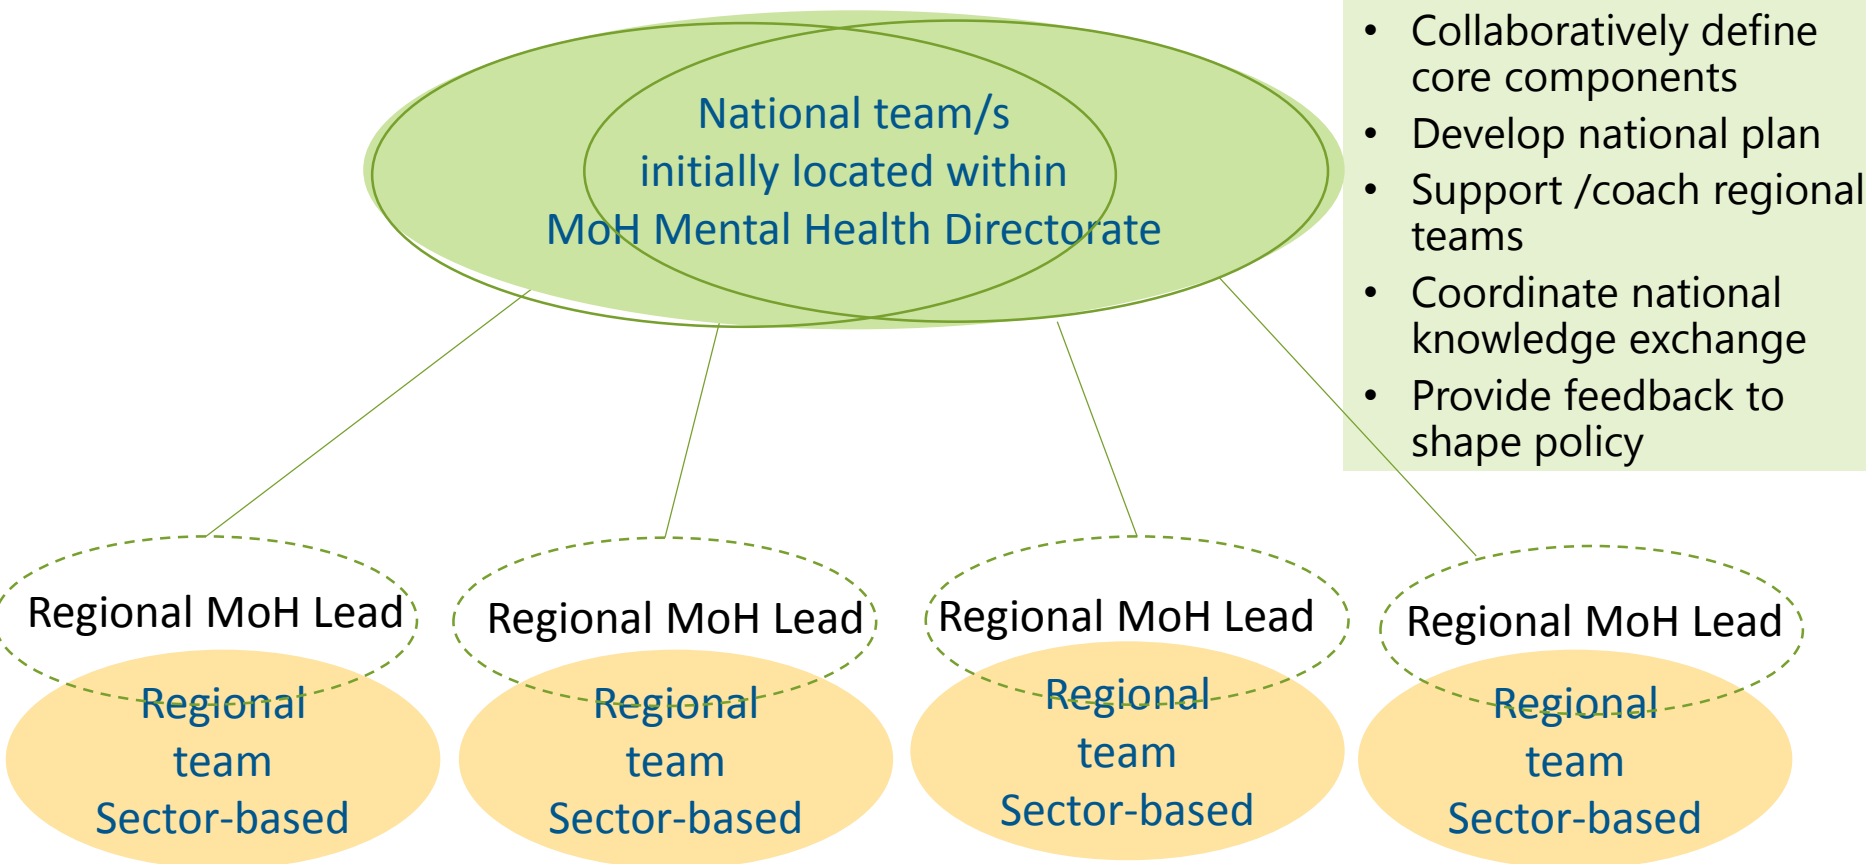 National team/s
initially located within
MoH Mental Health Directorate
• Collaboratively define
core components
• Develop national plan
• Support /coach regional
teams
• Coordinate national
knowledge exchange
• Provide feedback to
shape policy
Regional MoH Lead
Regional
team
Sector-based
Regional MoH Lead
Regional
team
Sector-based
Regional MoH Lead
Regional
team
Sector-based
Regional MoH Lead
Regional
team
Sector-based